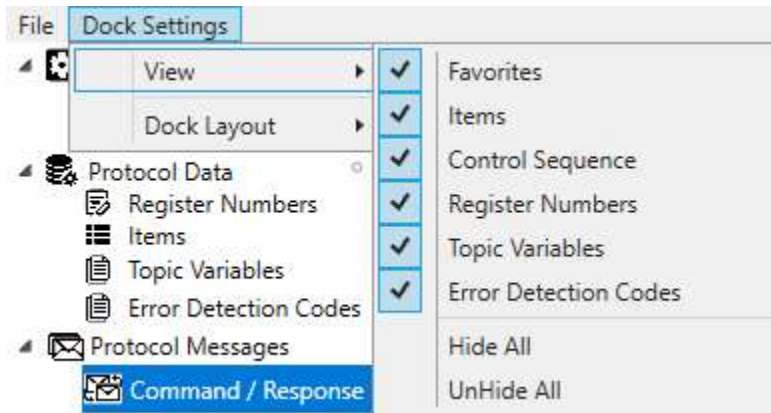 File Dock Settings
View
Dock Layout
Favorites
Items
Control Sequence
Register Numbers
Topic Variables
Error Detection Codes
Hide All
UnHide All
Protocol Data
Register Numbers
Items
Topic Variables
Error Detection Codes
Protocol Messages
Command / Response